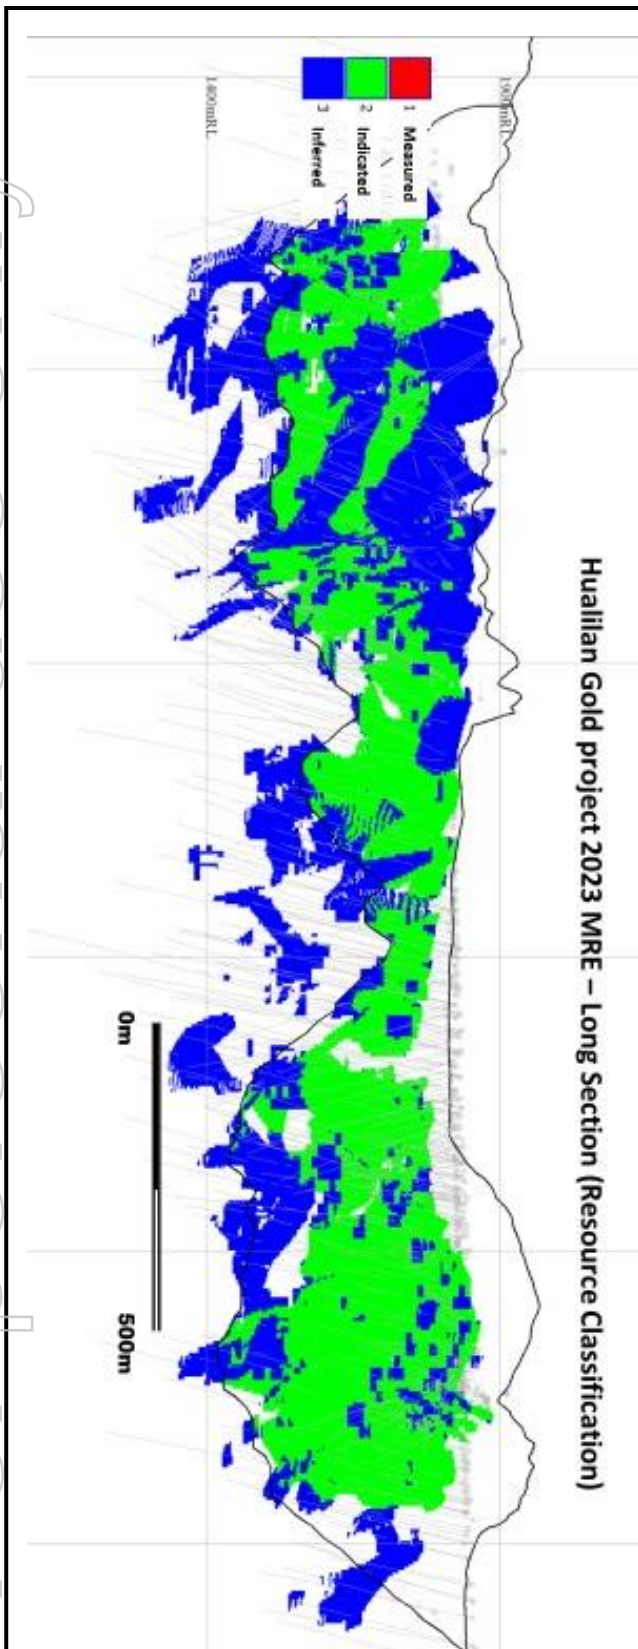 Hualilan Gold project 2023 MRE – Long Section (Resource Classification)
1900mRL
1 Measured
2 Indicated
3 Inferred
1400mRL
0m
500m